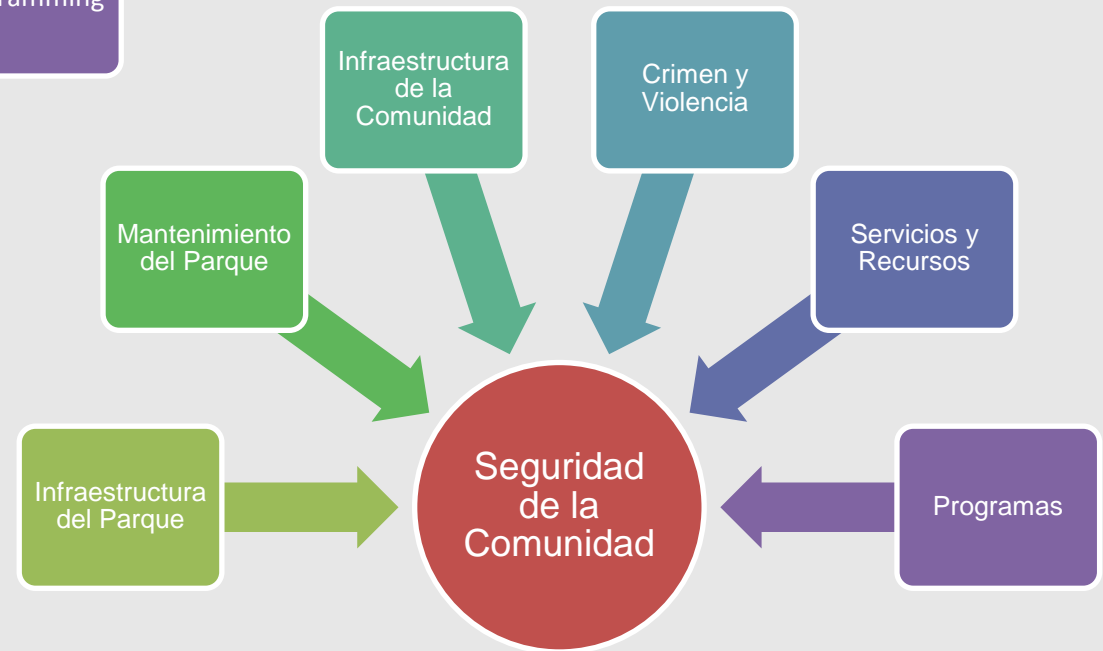 Infraestructura
de la
Comunidad
Crimen y
Violencia
Mantenimiento
del Parque
Servicios y
Recursos
Infraestructura
del Parque
Seguridad
de la
Comunidad
Programas